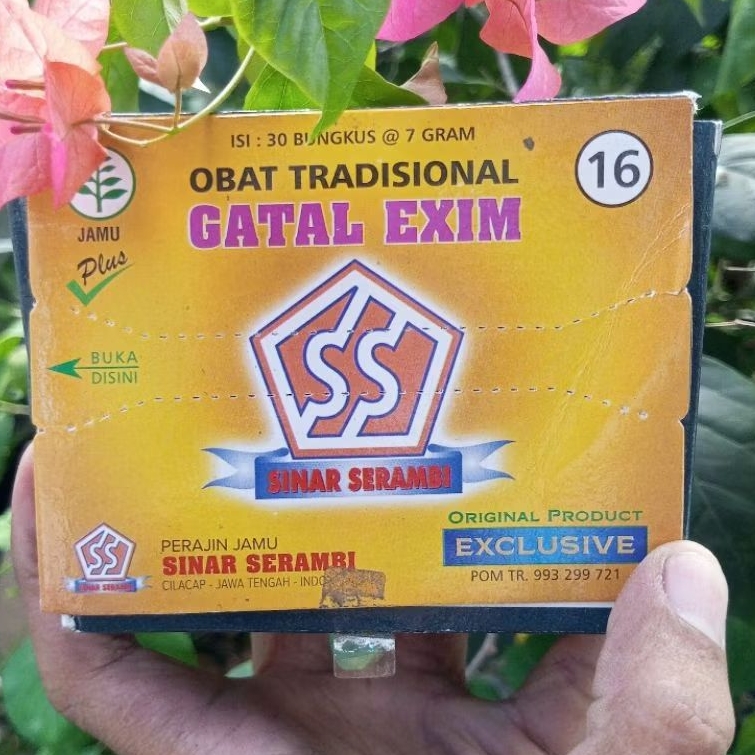 ISI : 30 BUNGKUS @ 7 GRAM
OBAT TRADISIONAL
GATAL EXIM
16
JAMU
Plus
BUKA
DISINI
SS
SINAR SERAMBI
SS
SINAR SERAMBI
PERAJIN JAMU
SINAR SERAMBI
CILACAP - JAWA TENGAH -
ORIGINAL PRODUCT
EXCLUSIVE
POM TR. 993 299 721